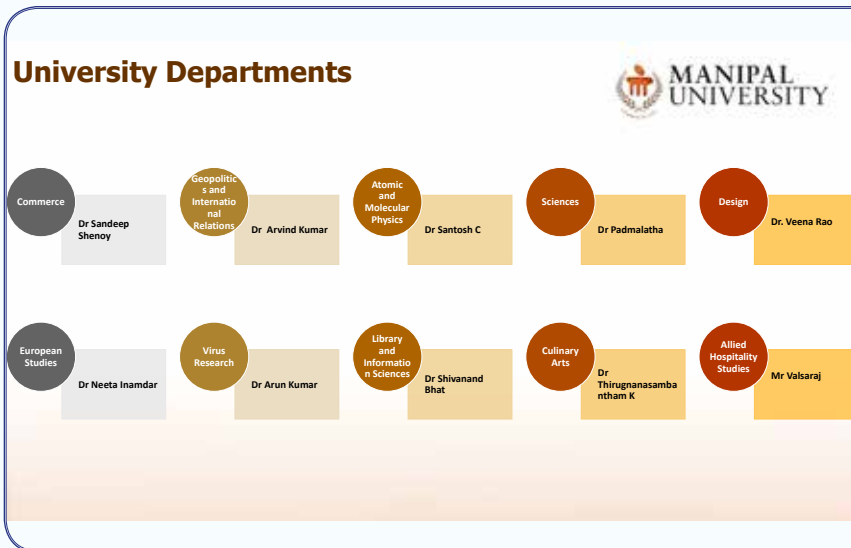 University Departments
MANIPAL
UNIVERSITY
Commerce
Dr Sandeep
Shenoy
Geopolitic
s and
Internatio
nal
Relations
Dr Arvind Kumar
Atomic
and
Molecular
Physics
Dr Santosh C
Sciences
Dr Padmalatha
Design
Dr. Veena Rao
European
Studies
Dr Neeta Inamdar
Virus
Research
Dr Arun Kumar
Library
and
Informatio
n Sciences
Dr Shivanand
Bhat
Culinary
Arts
Dr
Thirugnanasamba
ntham K
Allied
Hospitality
Studies
Mr Valsaraj